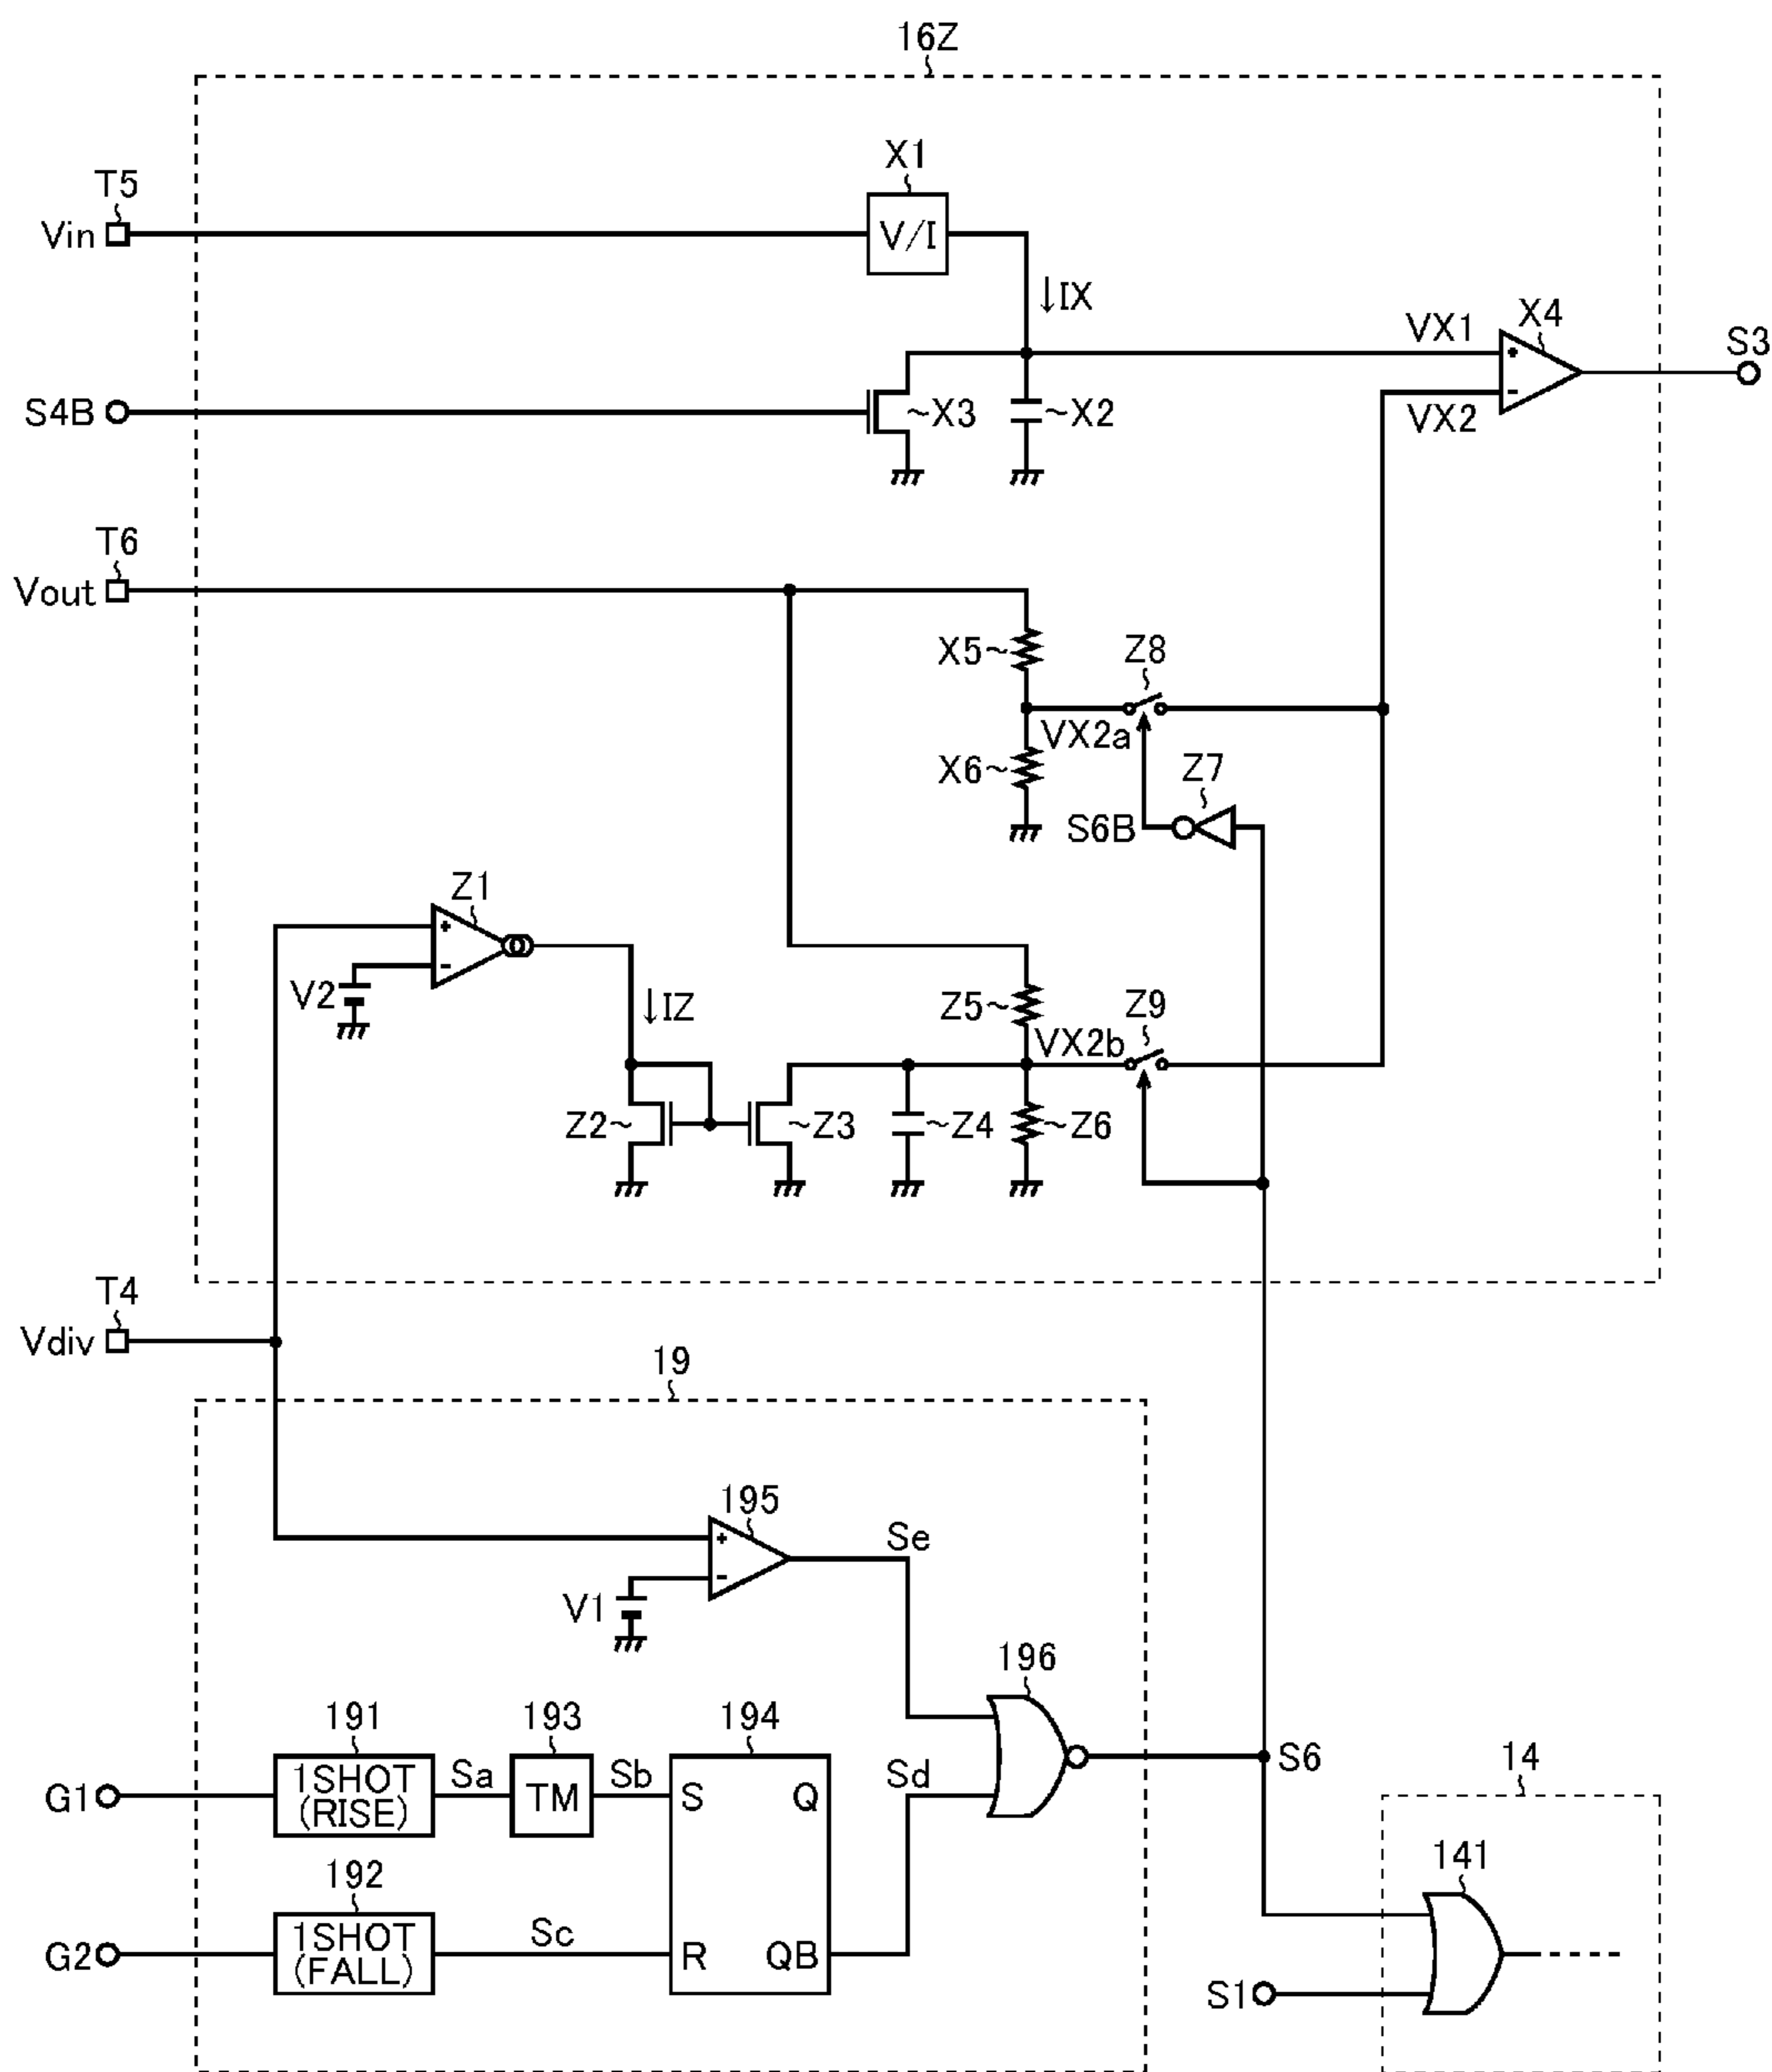 16Z
X1
T5
Vin
V/I
↓IX
X4
VX1
S3
+
-
S4B
~X3
~X2
VX2
T6
Vout
X5~
Z8
VX2a
X6~
Z7
S6B
Z1
+
-
V2
↓IZ
Z5~
Z9
VX2b
Z2~
~Z3
~Z4
~Z6
T4
Vdiv
19
195
+
-
Se
V1
196
191
193
194
1SHOT
(RISE)
Sa
TM
Sb
S
Q
Sd
S6
14
G1
192
141
1SHOT
(FALL)
Sc
R
QB
G2
S1